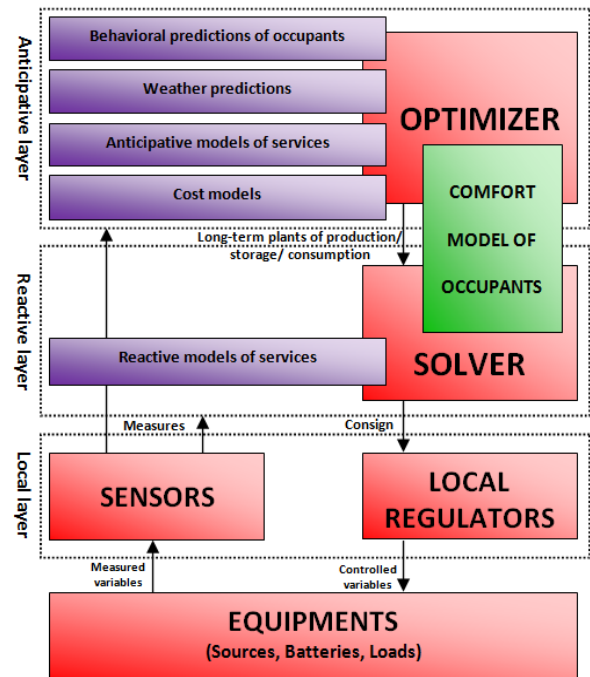 Anticipative layer
Behavioral predictions of occupants
Weather predictions
Anticipative models of services
Cost models
OPTIMIZER
COMFORT
MODEL OF
OCCUPANTS
Long-term plants of production/
storage/ consumption
Reactive layer
Reactive models of services
SOLVER
Measures
Consign
Local layer
SENSORS
LOCAL
REGULATORS
Measured
variables
Controlled
variables
EQUIPMENTS
(Sources, Batteries, Loads)